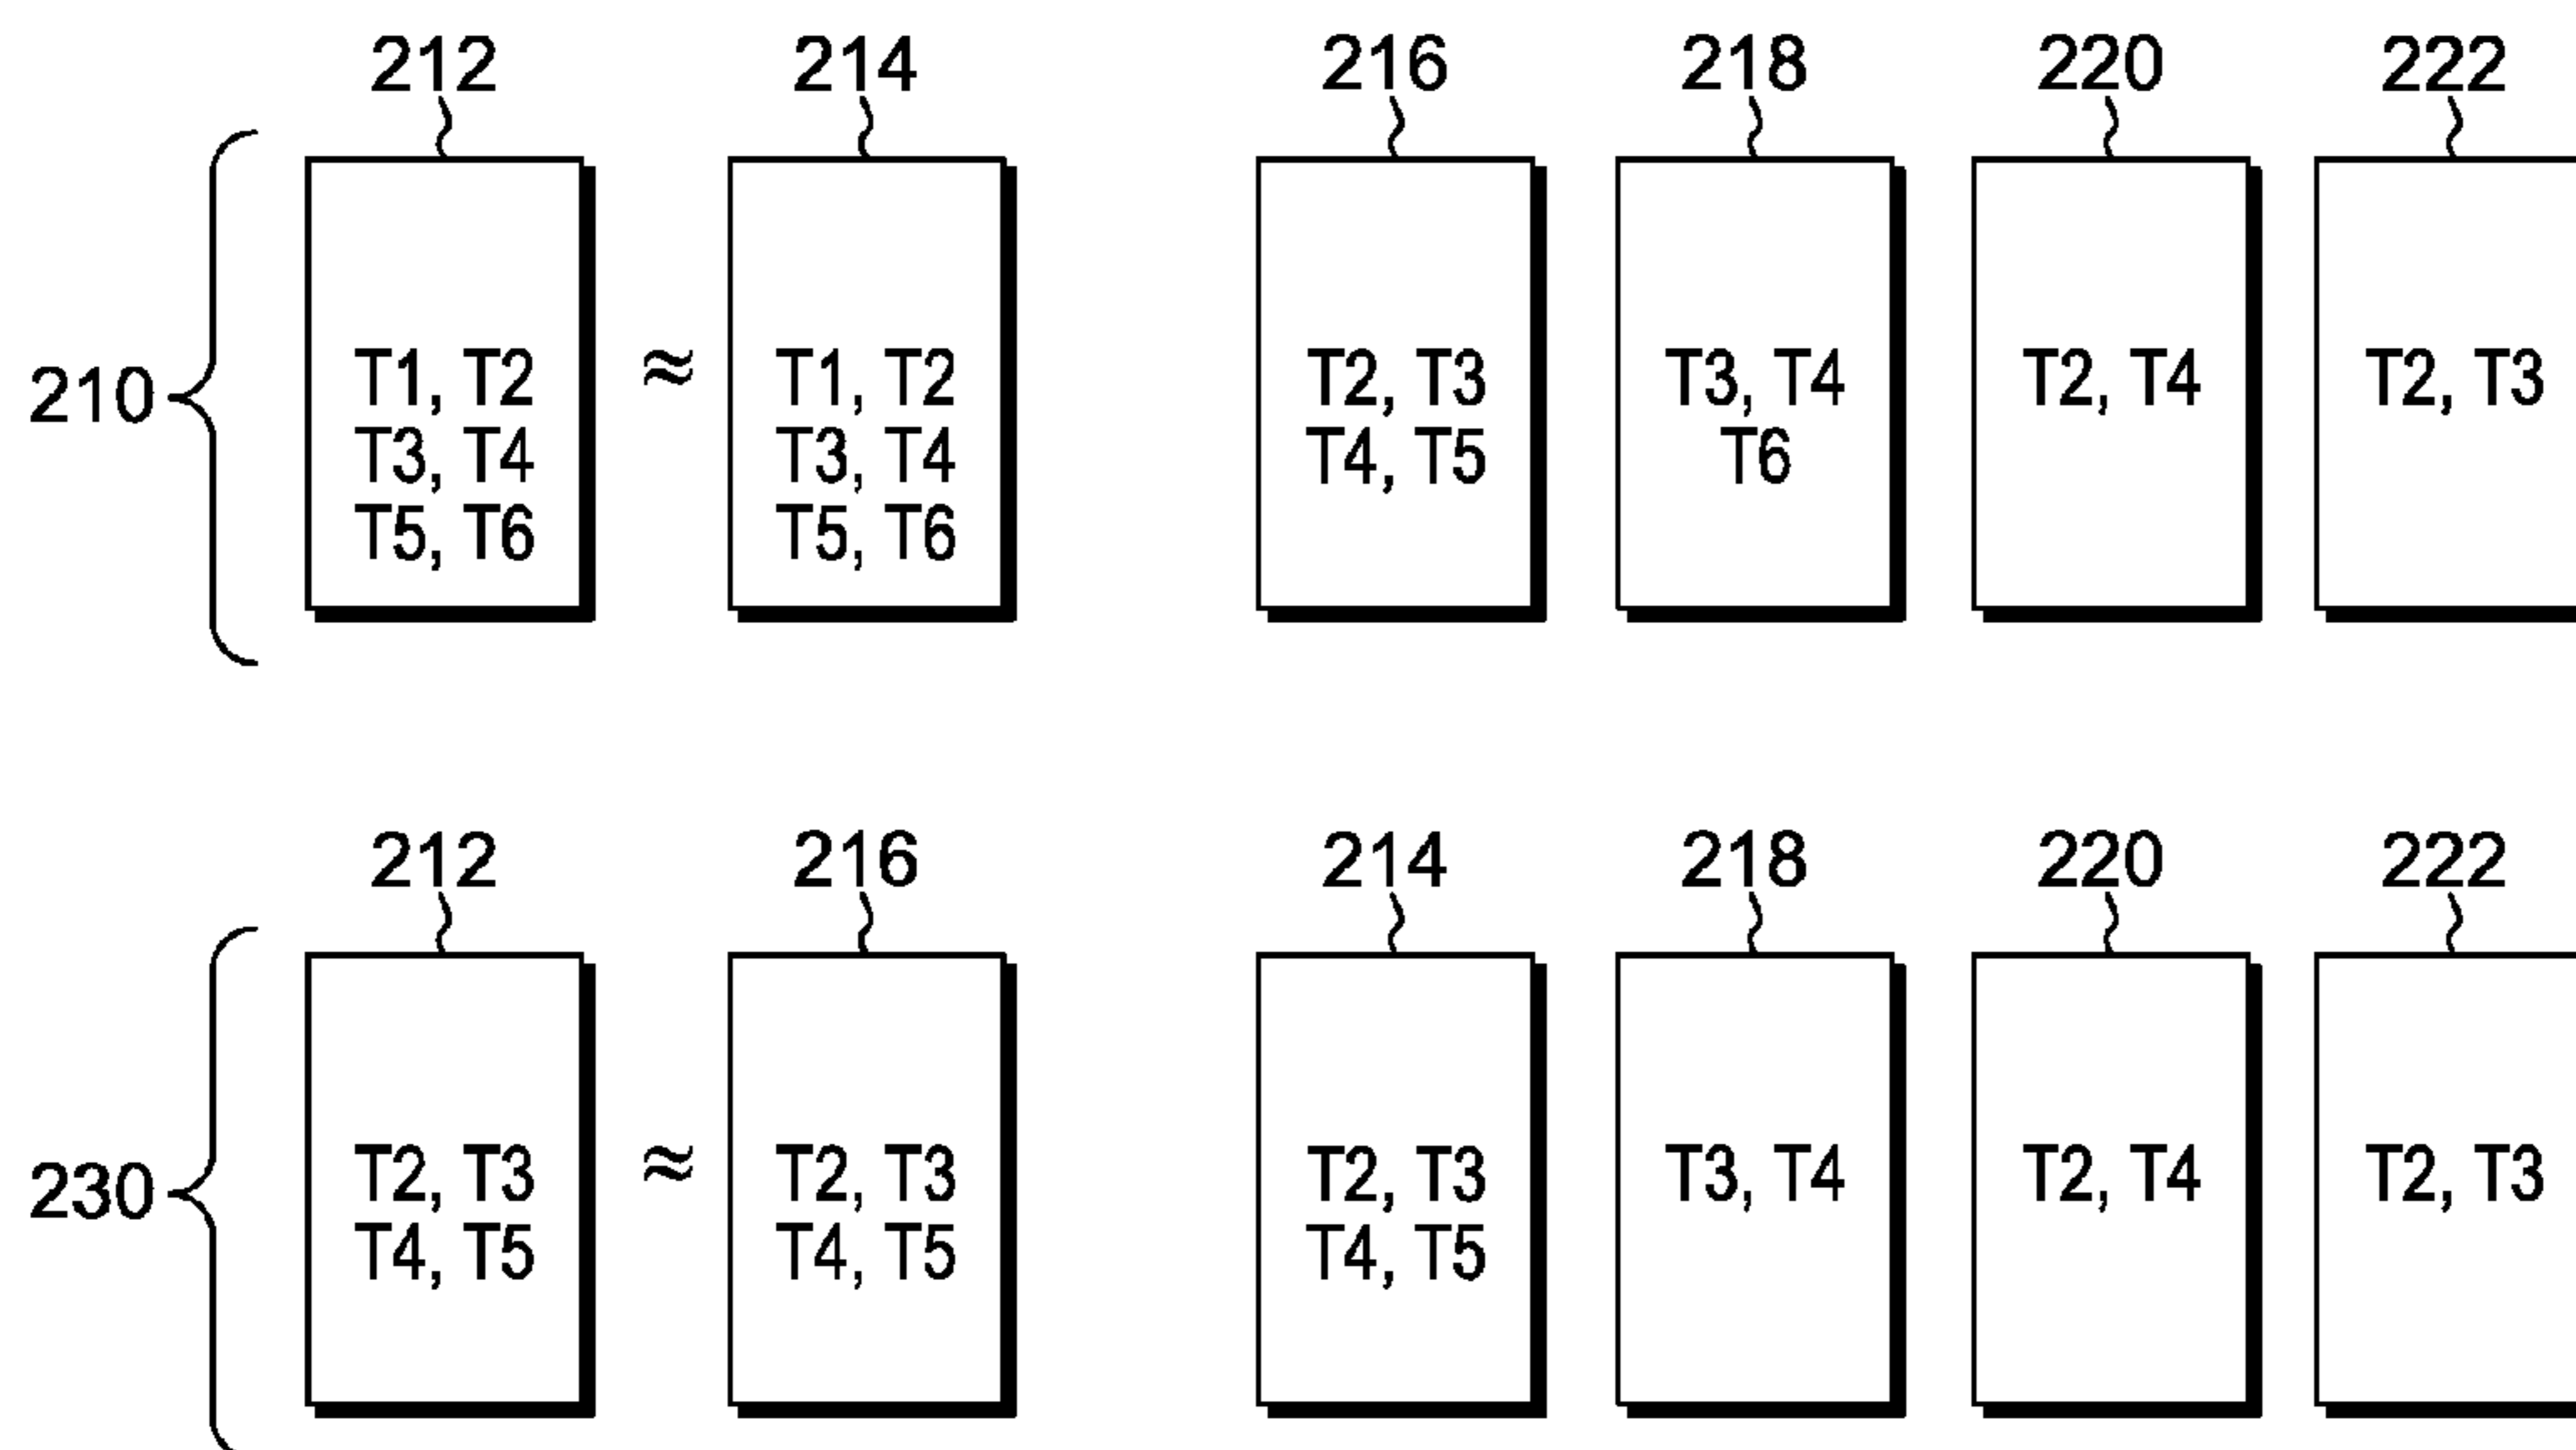 212 214 216 218 220 222
210
T1, T2 ≈ T1, T2 T2, T3 T3, T4 T2, T4 T2, T3
T3, T4 T3, T4 T4, T5 T6
T5, T6 T5, T6
212 216 214 218 220 222
230
T2, T3 ≈ T2, T3 T2, T3 T3, T4 T2, T4 T2, T3
T4, T5 T4, T5 T4, T5